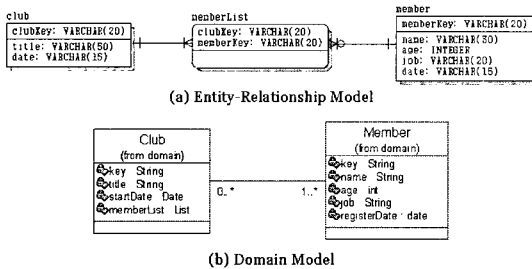 club
clubKey: VARCHAR(20)
title: VARCHAR(50)
date: VARCHAR(15)
memberList
clubKey: VARCHAR(20)
memberKey: VARCHAR(20)
member
memberKey: VARCHAR(20)
name: VARCHAR(30)
age: INTEGER
job: VARCHAR(20)
date: VARCHAR(15)
(a) Entity-Relationship Model
Club
(from domain)
key String
title String
startDate Date
memberList List
0..*
1..*
Member
(from domain)
key String
name String
age int
job String
registerDate : date
(b) Domain Model